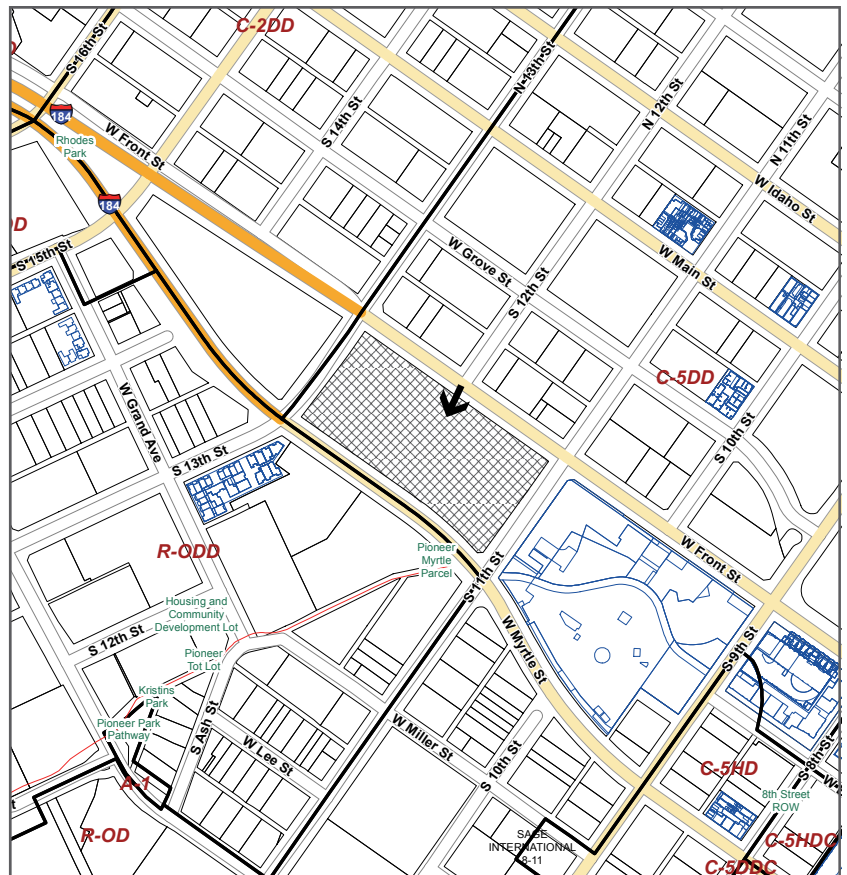 C-2DD
S 16th St
N 13th St
D
184
W Front St
S 14th St
N 12th St
N 11th St
Rhodes
Park
184
W Idaho St
DD
S 15th St
W Grove St
S 12th St
W Main St
C-5DD
W Grand Ave
S 10th St
S 13th St
R-ODD
Pioneer
Myrtle
Parcel
W Front St
S 11th St
Housing and
Community
Development Lot
S 12th St
Pioneer
Tot Lot
W Myrtle St
S 9th St
Kristins
Park
S Ash St
Pioneer Park
Pathway
W Lee St
W Miller St
S 10th St
S 8th St
W
C-5HD
A-1
t
8th Street
ROW
R-OD
SAGE
INTERNATIONAL
8-11
C-5HDC
C-5DDC